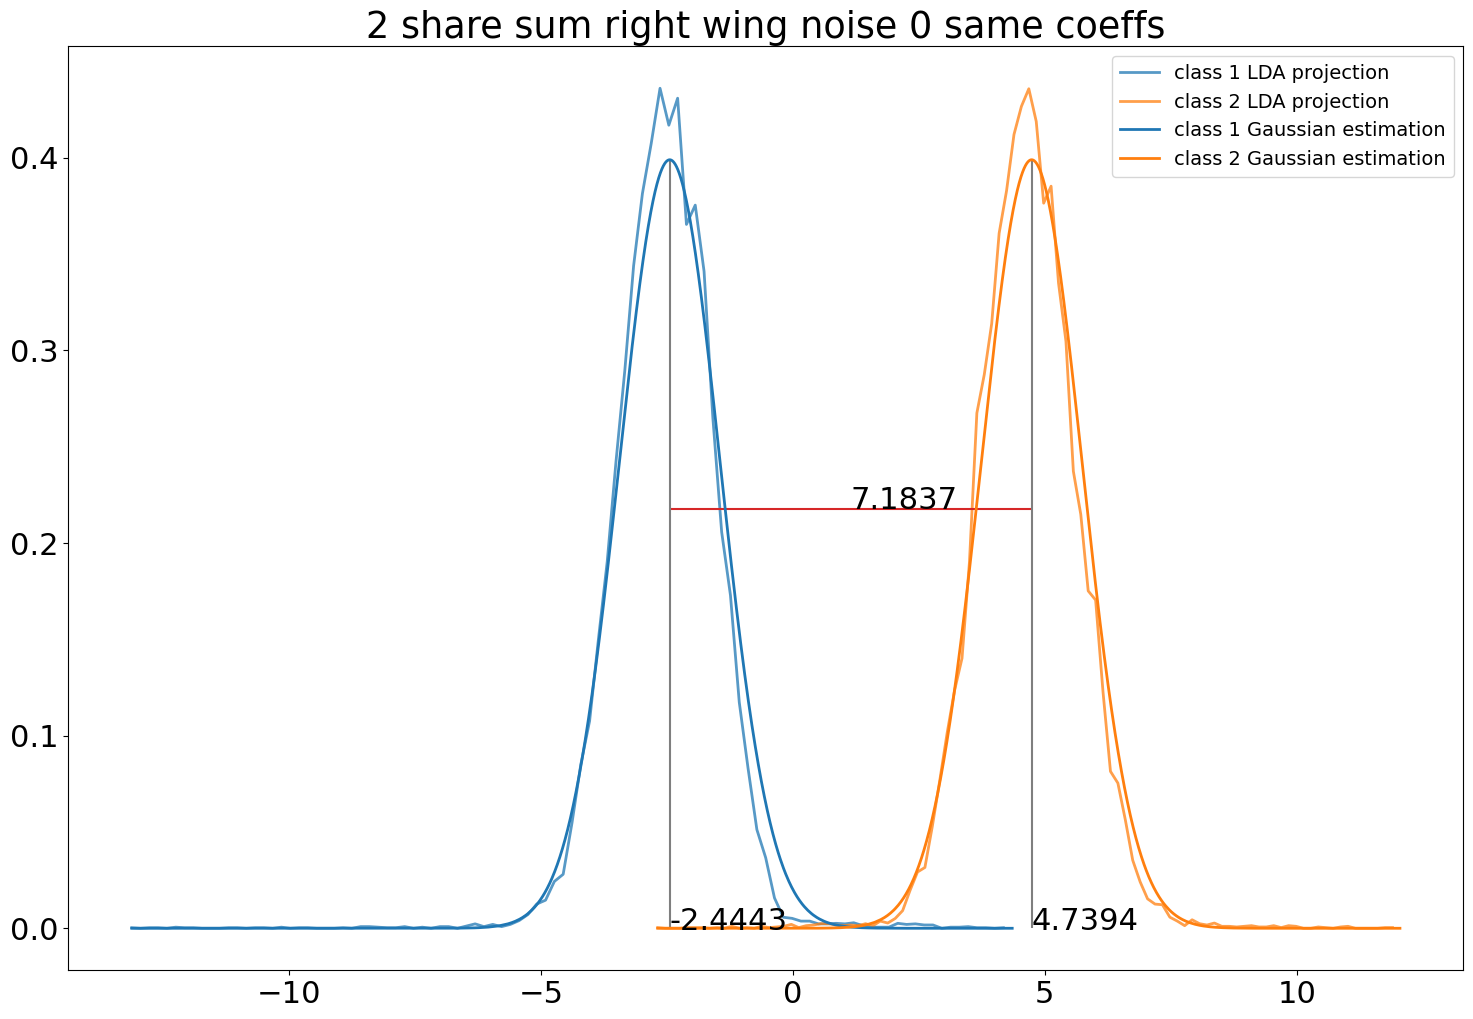 2 share sum right wing noise 0 same coeffs
class 1 LDA projection
class 2 LDA projection
class 1 Gaussian estimation
class 2 Gaussian estimation
0.4
0.3
7.1837
0.2
0.1
0.0
-2.4443
4.7394
−10
−5
0
5
10